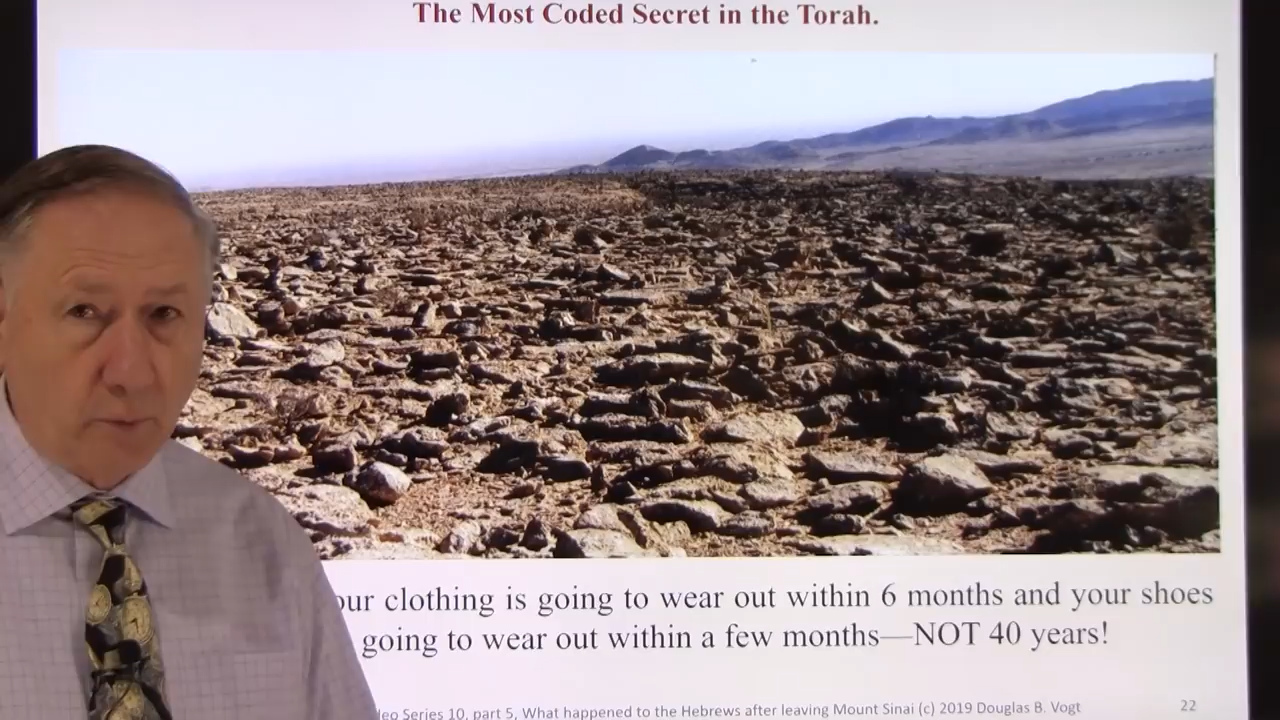 The Most Coded Secret in the Torah.
our clothing is going to wear out within 6 months and your shoes
going to wear out within a few months—NOT 40 years!
Series 10, part 5, What happened to the Hebrews after leaving Mount Sinai (c) 2019 Douglas B. Vogt
22